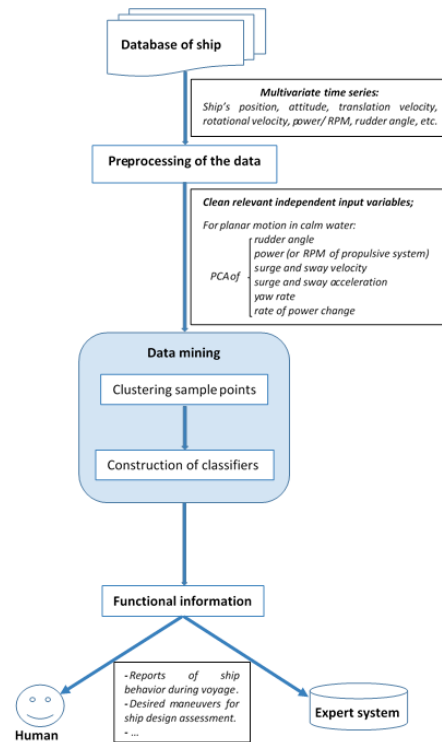 Database of ship
Multivariate time series:
Ship's position, attitude, translation velocity,
rotational velocity, power/ RPM, rudder angle, etc.
Preprocessing of the data
Clean relevant independent input variables;
For planar motion in calm water:
rudder angle
power (or RPM of propulsive system)
surge and sway velocity
PCA of
surge and sway acceleration
yaw rate
rate of power change
Data mining
Clustering sample points
Construction of classifiers
Functional information
- Reports of ship
behavior during voyage.
- Desired maneuvers for
ship design assessment.
- ...
Human
Expert system